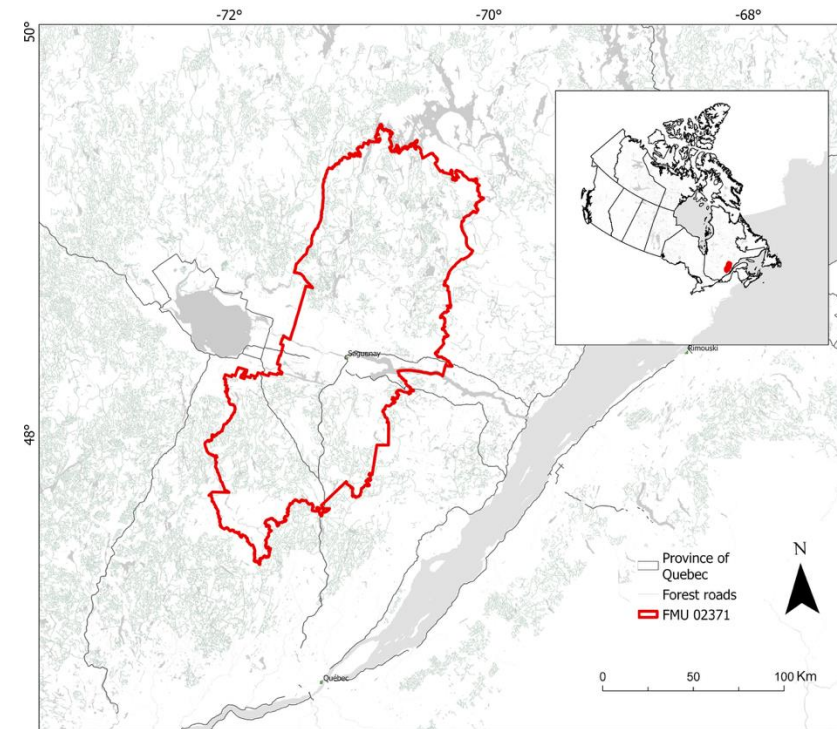 -72° -70° -68°
50°
Saguenay
Rimouski
48°
N
Province of
Quebec
Forest roads
FMU 02371
0 50 100 Km
Québec